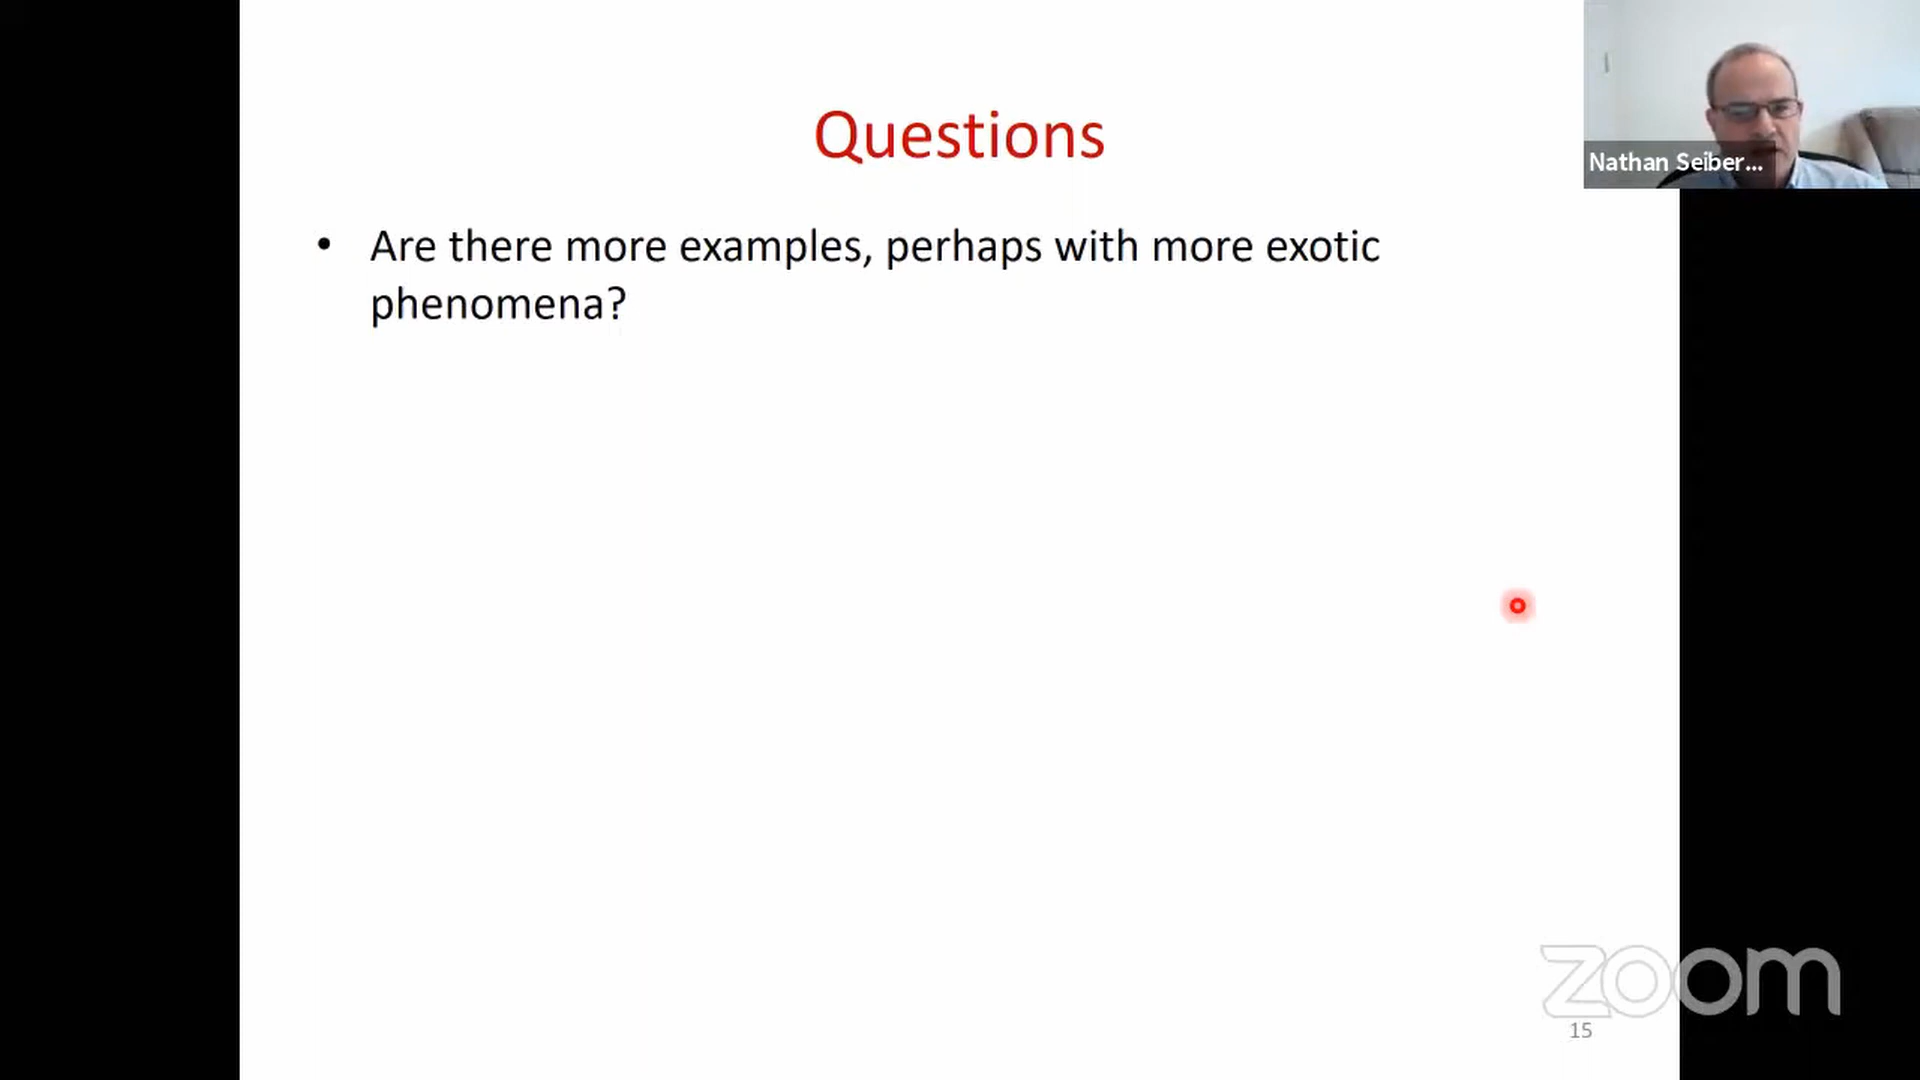 Questions
Nathan Seiber...
• Are there more examples, perhaps with more exotic
phenomena?
zoom
15